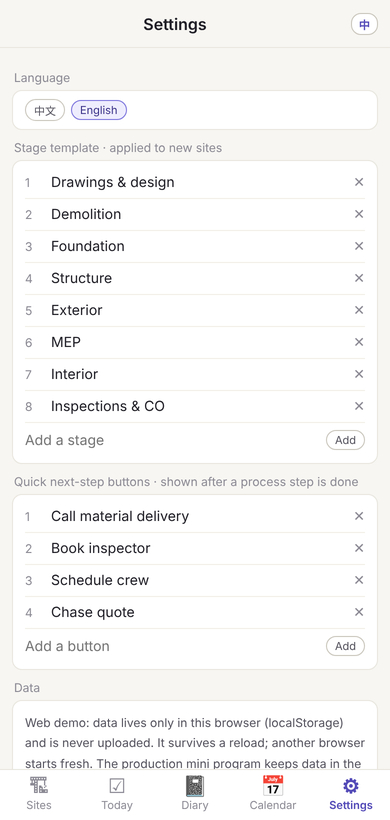 Settings
中
Language
中文
English
Stage template · applied to new sites
1 Drawings & design ✕
2 Demolition ✕
3 Foundation ✕
4 Structure ✕
5 Exterior ✕
6 MEP ✕
7 Interior ✕
8 Inspections & CO ✕
Add a stage Add
Quick next-step buttons · shown after a process step is done
1 Call material delivery ✕
2 Book inspector ✕
3 Schedule crew ✕
4 Chase quote ✕
Add a button Add
Data
Web demo: data lives only in this browser (localStorage)
and is never uploaded. It survives a reload; another browser
starts fresh. The production mini program keeps data in the
July
17
Sites Today Diary Calendar Settings